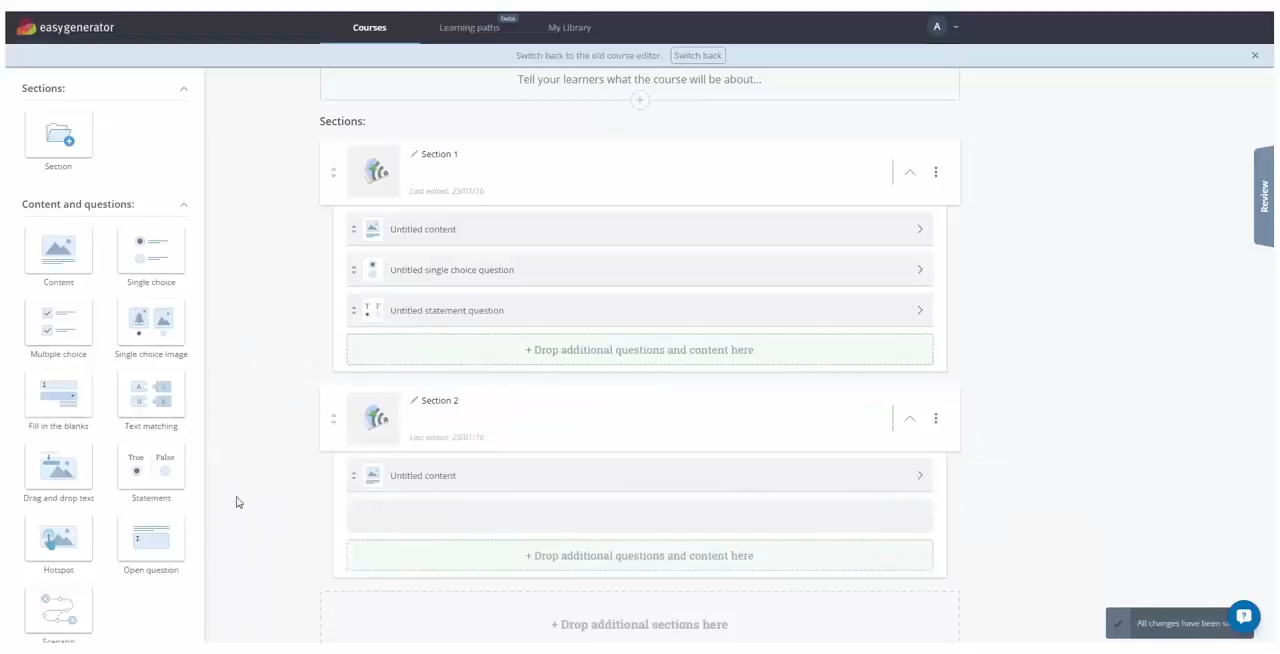 easygenerator
Courses
Learning paths
beta
My Library
A
Switch back to the old course editor.
Switch back
Sections:
Section
Content and questions:
Content
Single choice
Multiple choice
Single choice image
Fill in the blanks
Text matching
Drag and drop text
True False
Statement
Hotspot
Open question
Scenario
Tell your learners what the course will be about...
Sections:
Section 1
Last edited: 25/01/16
Untitled content
Untitled single choice question
T F
Untitled statement question
+ Drop additional questions and content here
Section 2
Last edited: 25/01/16
Untitled content
+ Drop additional questions and content here
+ Drop additional sections here
Review
All changes have been